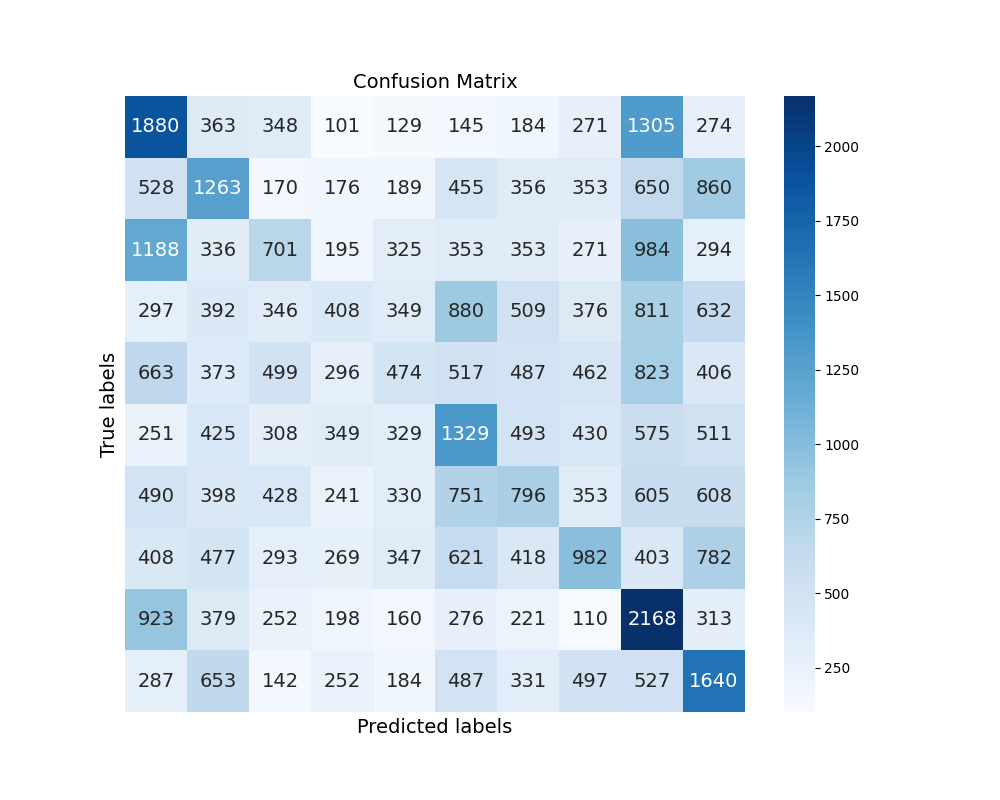 Confusion Matrix
1880 363 348 101 129 145 184 271 1305 274
528 1263 170 176 189 455 356 353 650 860
1188 336 701 195 325 353 353 271 984 294
297 392 346 408 349 880 509 376 811 632
663 373 499 296 474 517 487 462 823 406
251 425 308 349 329 1329 493 430 575 511
490 398 428 241 330 751 796 353 605 608
408 477 293 269 347 621 418 982 403 782
923 379 252 198 160 276 221 110 2168 313
287 653 142 252 184 487 331 497 527 1640
True labels
Predicted labels
2000
1750
1500
1250
1000
750
500
250